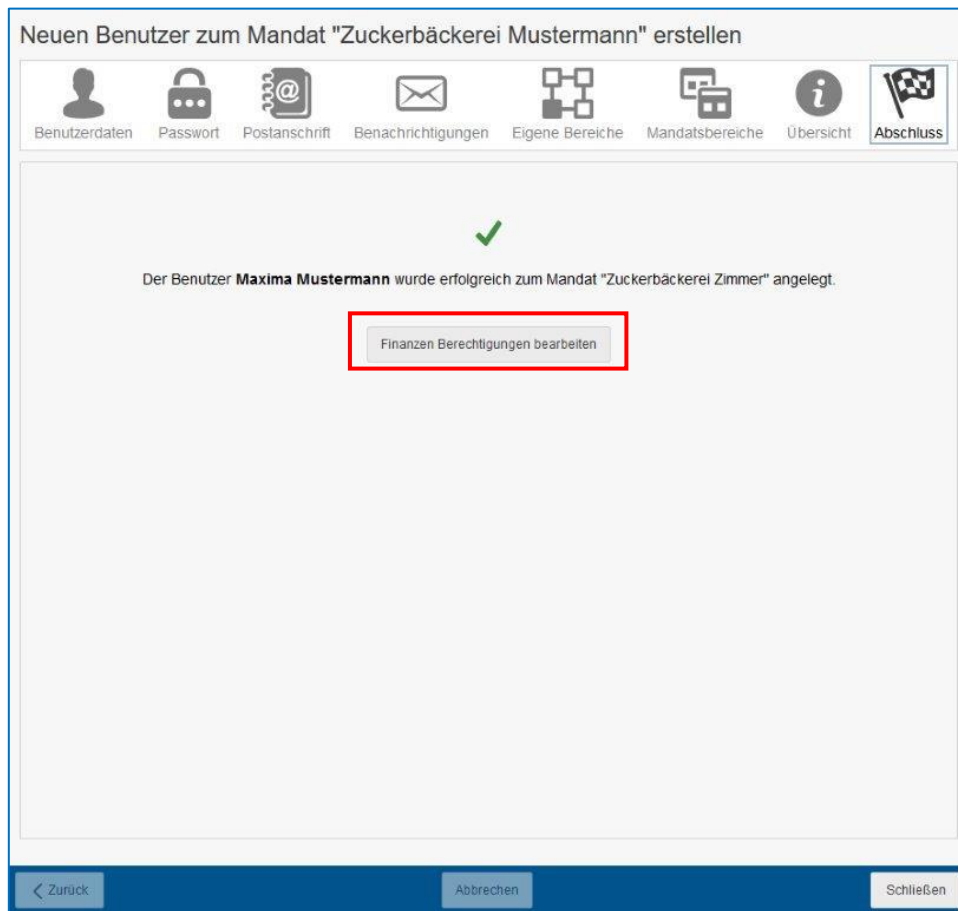 Neuen Benutzer zum Mandat "Zuckerbäckerei Mustermann" erstellen
Benutzerdaten Passwort Postanschrift Benachrichtigungen Eigene Bereiche Mandatsbereiche Übersicht Abschluss
Der Benutzer Maxima Mustermann wurde erfolgreich zum Mandat "Zuckerbäckerei Zimmer" angelegt.
Finanzen Berechtigungen bearbeiten
Zurück Abbrechen Schließen